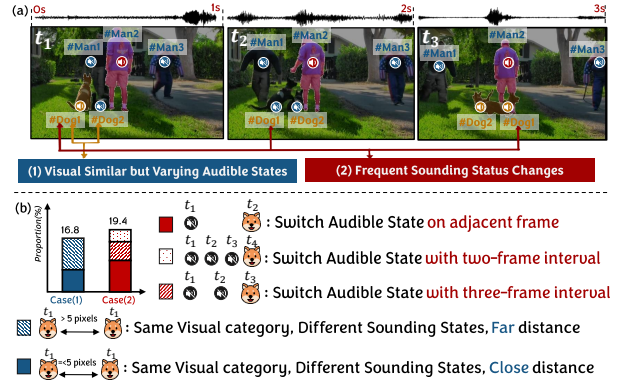 (a)
0s 1s 2s 3s
t1 #Man1 #Man2 #Man3 #Dog1 #Dog2
t2 #Man1 #Man2 #Man3 #Dog1 #Dog2
t3 #Man1 #Man2 #Man3 #Dog2 #Dog1
(1) Visual Similar but Varying Audible States
(2) Frequent Sounding Status Changes
(b)
Proportion(%)
16.8
19.4
Case(1)
Case(2)
t1 t2 : Switch Audible State on adjacent frame
t1 t2 t3 t4 : Switch Audible State with two-frame interval
t1 t2 t3 : Switch Audible State with three-frame interval
t1 > 5 pixels t1 : Same Visual category, Different Sounding States, Far distance
t1 =<5 pixels t1 : Same Visual category, Different Sounding States, Close distance